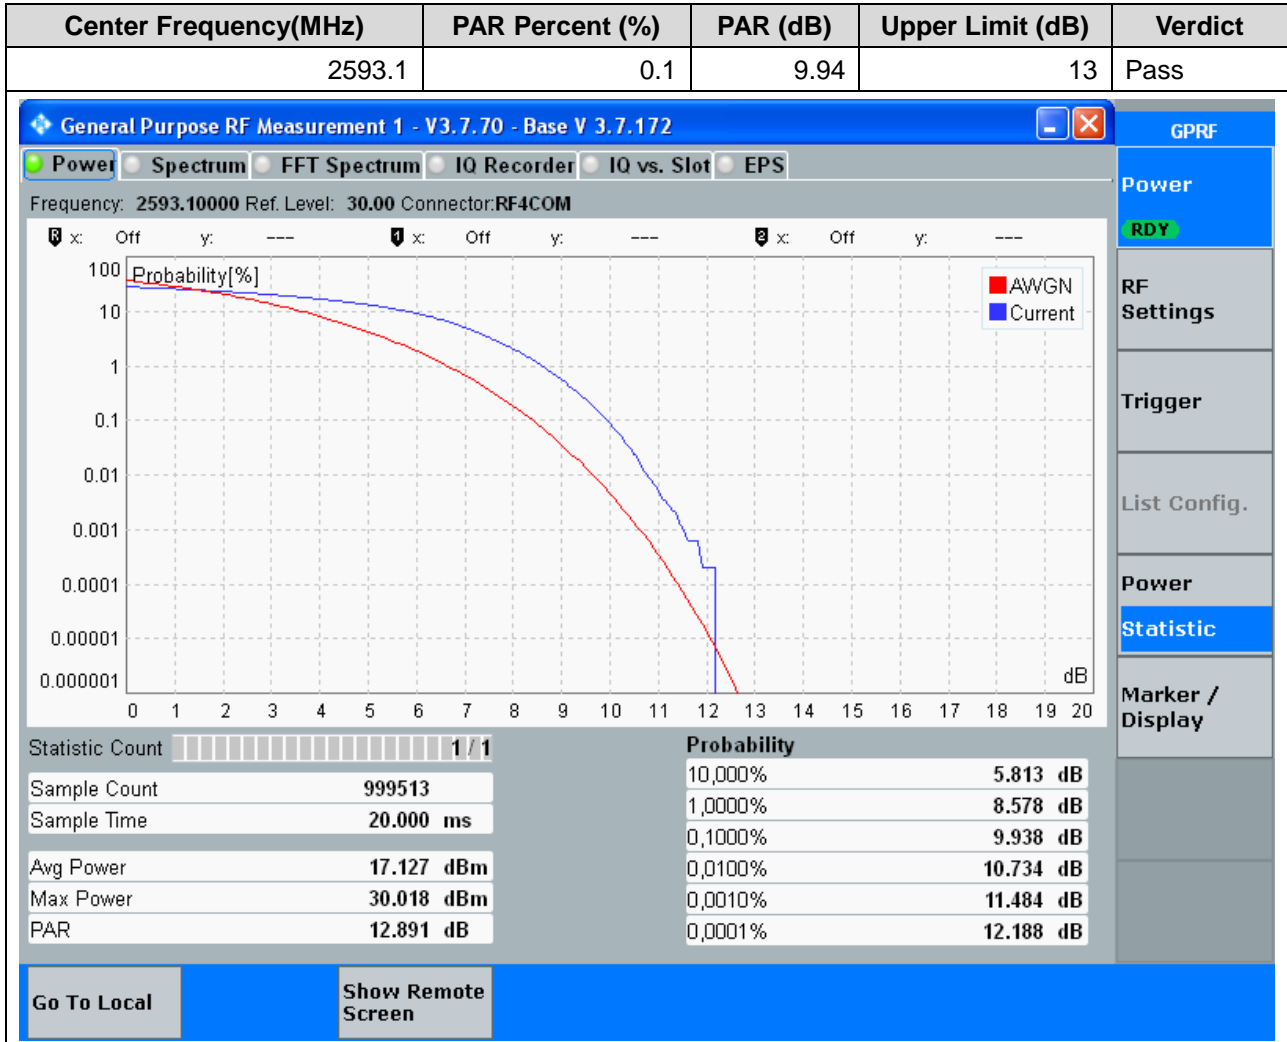 Center Frequency(MHz) PAR Percent (%) PAR (dB) Upper Limit (dB) Verdict
2593.1 0.1 9.94 13 Pass
General Purpose RF Measurement 1 - V3.7.70 - Base V 3.7.172
GPRF
Power Spectrum FFT Spectrum IQ Recorder IQ vs. Slot EPS
Frequency: 2593.10000 Ref. Level: 30.00 Connector:RF4COM
R x: Off y: --- 1 x: Off y: --- 2 x: Off y: ---
Probability[%]
AWGN
Current
100
10
1
0.1
0.01
0.001
0.0001
0.00001
0.000001
dB
0 1 2 3 4 5 6 7 8 9 10 11 12 13 14 15 16 17 18 19 20
Statistic Count 1 / 1
Sample Count 999513
Sample Time 20.000 ms
Avg Power 17.127 dBm
Max Power 30.018 dBm
PAR 12.891 dB
Probability
10,000% 5.813 dB
1,0000% 8.578 dB
0,1000% 9.938 dB
0,0100% 10.734 dB
0,0010% 11.484 dB
0,0001% 12.188 dB
Power
RDY
RF
Settings
Trigger
List Config.
Power
Statistic
Marker /
Display
Go To Local
Show Remote
Screen